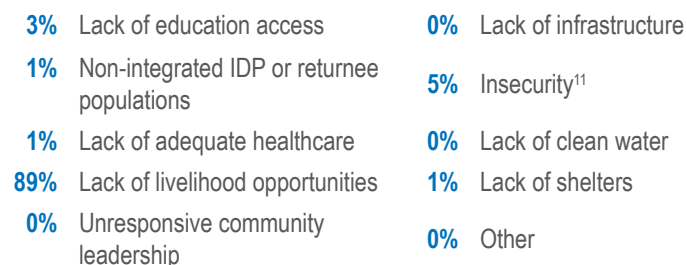 3% Lack of education access
1% Non-integrated IDP or returnee
populations
1% Lack of adequate healthcare
89% Lack of livelihood opportunities
0% Unresponsive community
leadership
0% Lack of infrastructure
5% Insecurity¹¹
0% Lack of clean water
1% Lack of shelters
0% Other